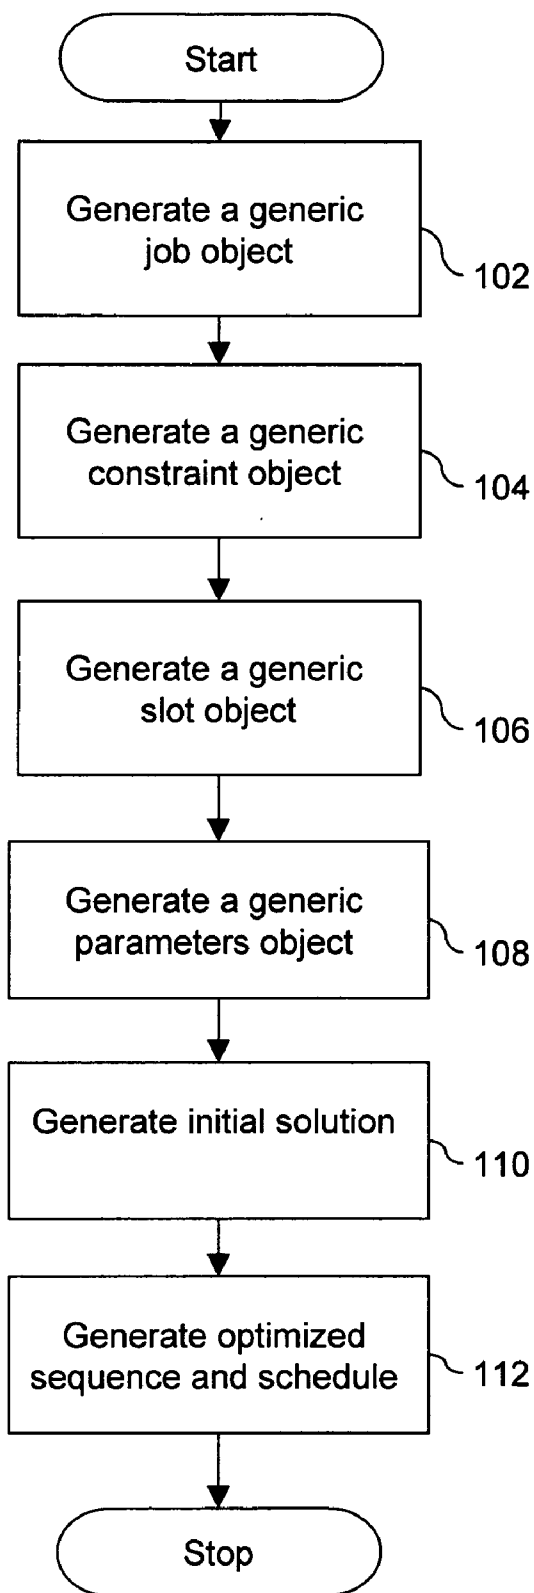 Start
Generate a generic
job object
102
Generate a generic
constraint object
104
Generate a generic
slot object
106
Generate a generic
parameters object
108
Generate initial solution
110
Generate optimized
sequence and schedule
112
Stop